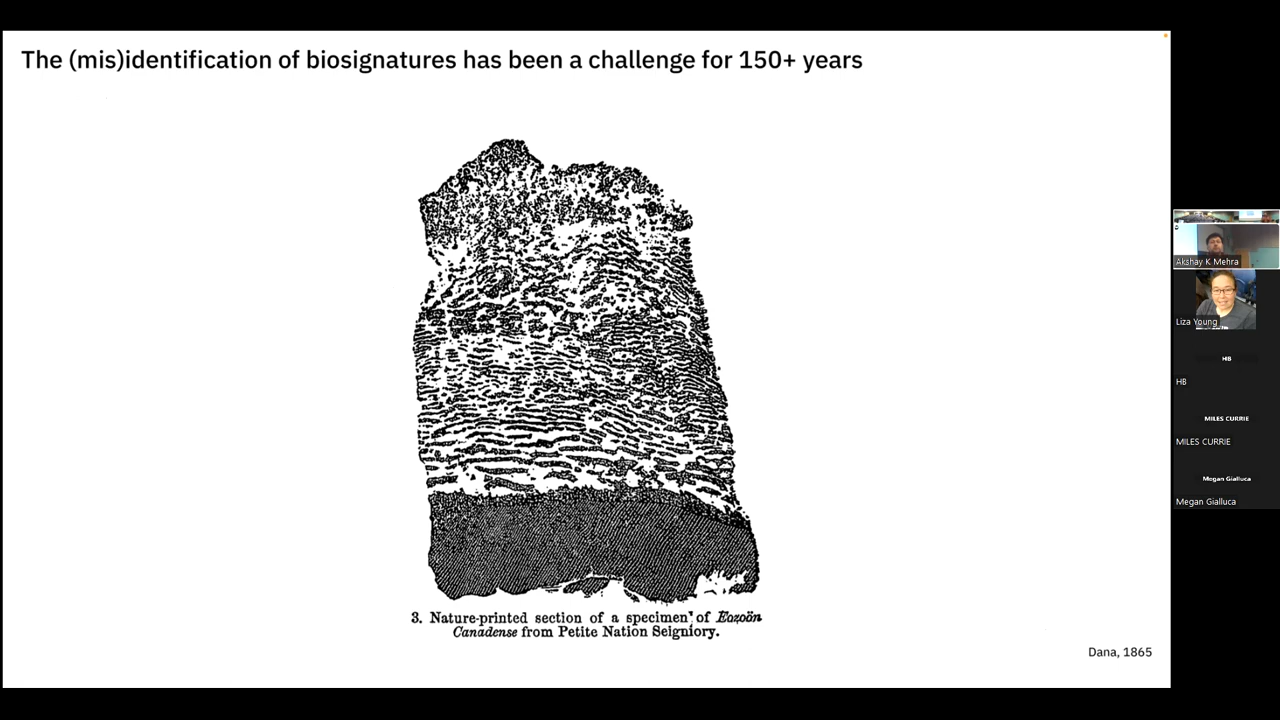 The (mis)identification of biosignatures has been a challenge for 150+ years
3. Nature-printed section of a specimen of Eozoön
Canadense from Petite Nation Seigniory.
Dana, 1865
Akshay K Mehra
Liza Young
HB
HB
MILES CURRIE
MILES CURRIE
Megan Gialluca
Megan Gialluca